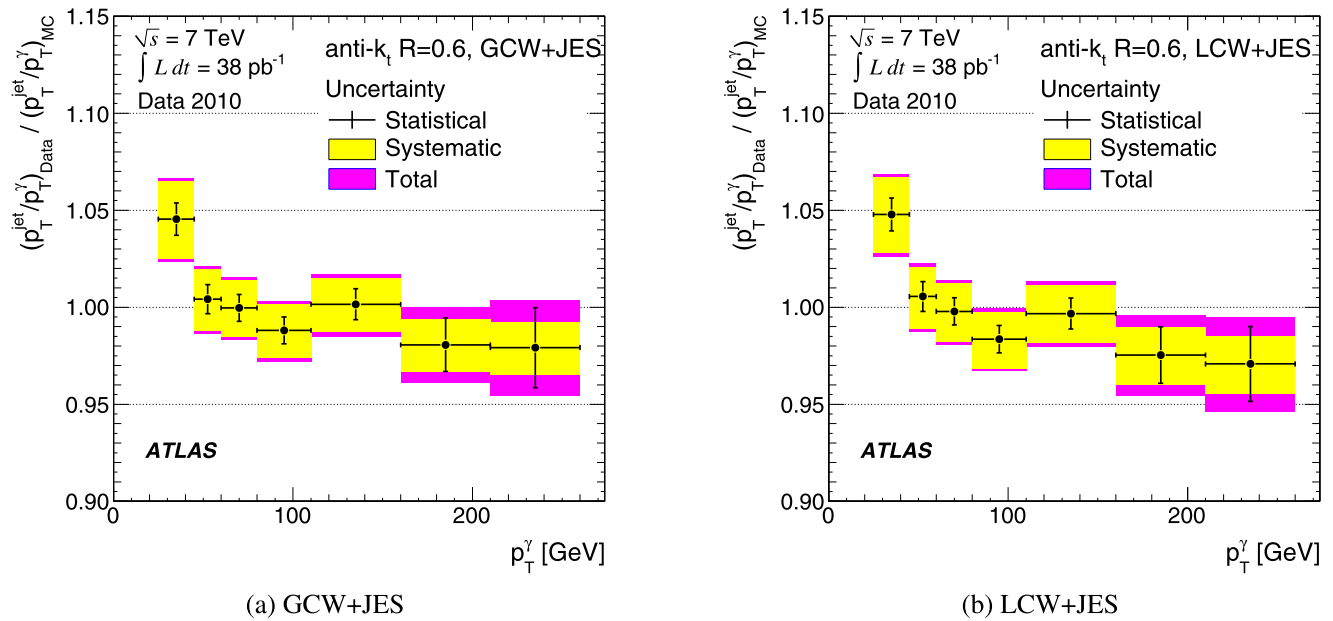 (p_T^jet/p_T^γ)_Data / (p_T^jet/p_T^γ)_MC
1.15
1.10
1.05
1.00
0.95
0.90
√s = 7 TeV
∫ L dt = 38 pb⁻¹
Data 2010
anti-k_t R=0.6, GCW+JES
Uncertainty
Statistical
Systematic
Total
ATLAS
0
100
200
p_T^γ [GeV]
(a) GCW+JES
(p_T^jet/p_T^γ)_Data / (p_T^jet/p_T^γ)_MC
1.15
1.10
1.05
1.00
0.95
0.90
√s = 7 TeV
∫ L dt = 38 pb⁻¹
Data 2010
anti-k_t R=0.6, LCW+JES
Uncertainty
Statistical
Systematic
Total
ATLAS
0
100
200
p_T^γ [GeV]
(b) LCW+JES